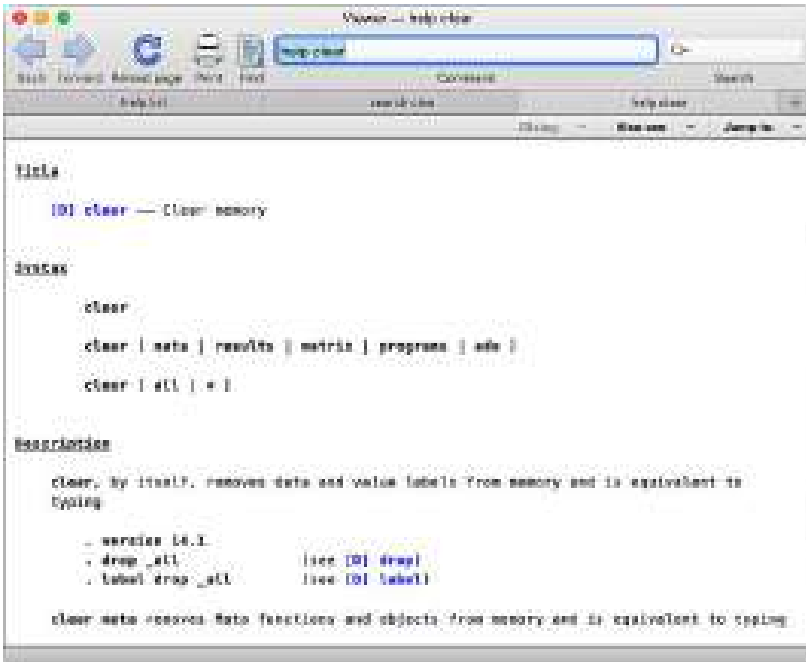 Viewer — help clear
help clear
Back Forward Reload page Print Find
Command
Search
help list
search clear
help clear
Dialog
Also see
Jump to
Title
[D] clear — Clear memory
Syntax
clear
clear [ mata | results | matrix | programs | ado ]
clear [ all | * ]
Description
clear, by itself, removes data and value labels from memory and is equivalent to
typing
. version 14.1
. drop _all (see [D] drop)
. label drop _all (see [D] label)
clear mata removes Mata functions and objects from memory and is equivalent to typing